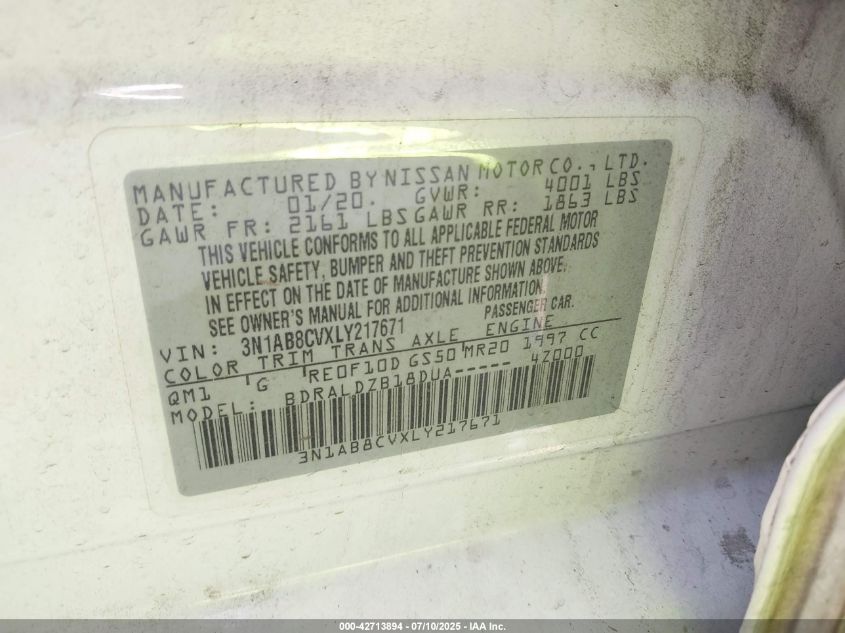 MANUFACTURED BY NISSAN MOTOR CO., LTD.
DATE: 01/20. GVWR: 4001 LBS
GAWR FR: 2161 LBS GAWR RR: 1863 LBS
THIS VEHICLE CONFORMS TO ALL APPLICABLE FEDERAL MOTOR
VEHICLE SAFETY, BUMPER AND THEFT PREVENTION STANDARDS
IN EFFECT ON THE DATE OF MANUFACTURE SHOWN ABOVE.
SEE OWNER'S MANUAL FOR ADDITIONAL INFORMATION.
VIN: 3N1AB8CVXLY217671 PASSENGER CAR.
COLOR TRIM TRANS AXLE ENGINE
QM1 G RE0F10D GS50 MR20 1997 CC
MODEL: BDRALDZB18DUA----- 4Z000
3N1AB8CVXLY217671
000-42713894 - 07/10/2025 - IAA Inc.